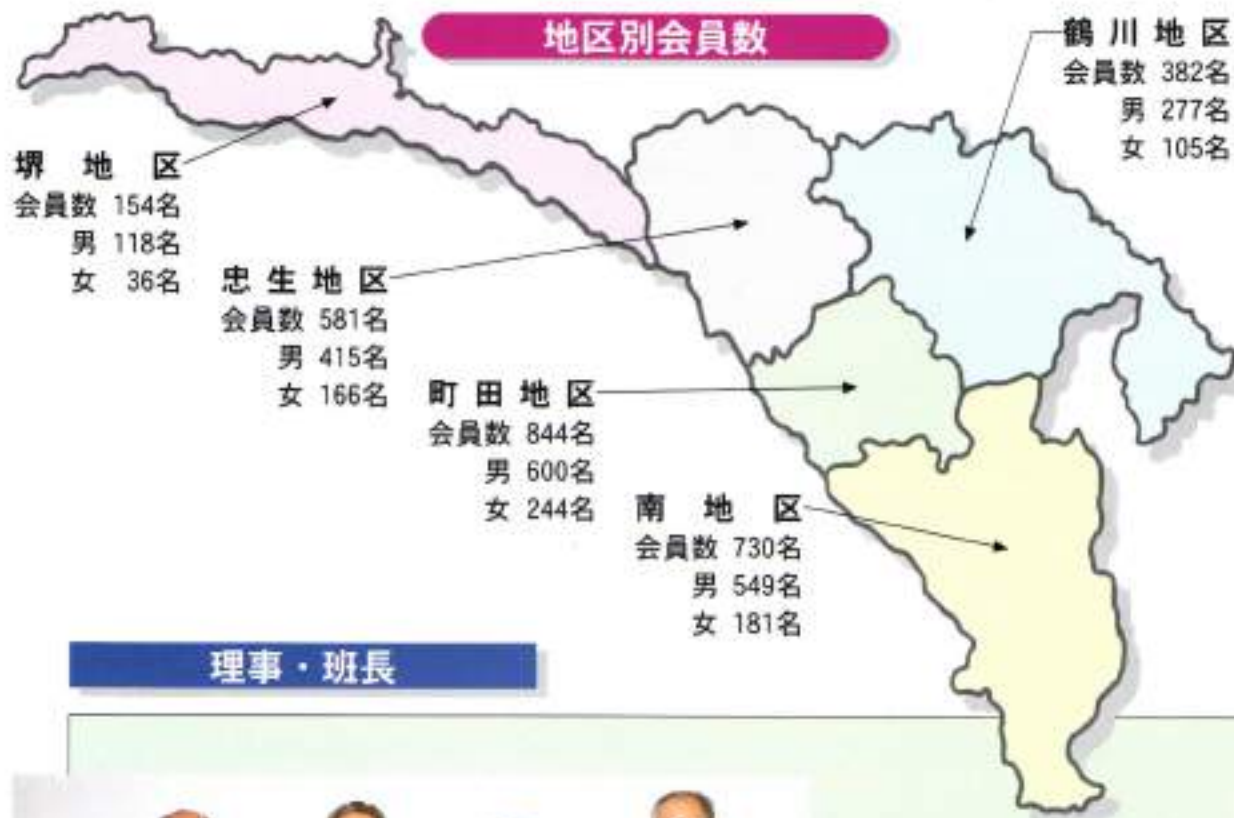 地区別会員数
鶴川地区
会員数 382名
男 277名
女 105名
堺地区
会員数 154名
男 118名
女 36名
忠生地区
会員数 581名
男 415名
女 166名
町田地区
会員数 844名
男 600名
女 244名
南地区
会員数 730名
男 549名
女 181名
理事・班長